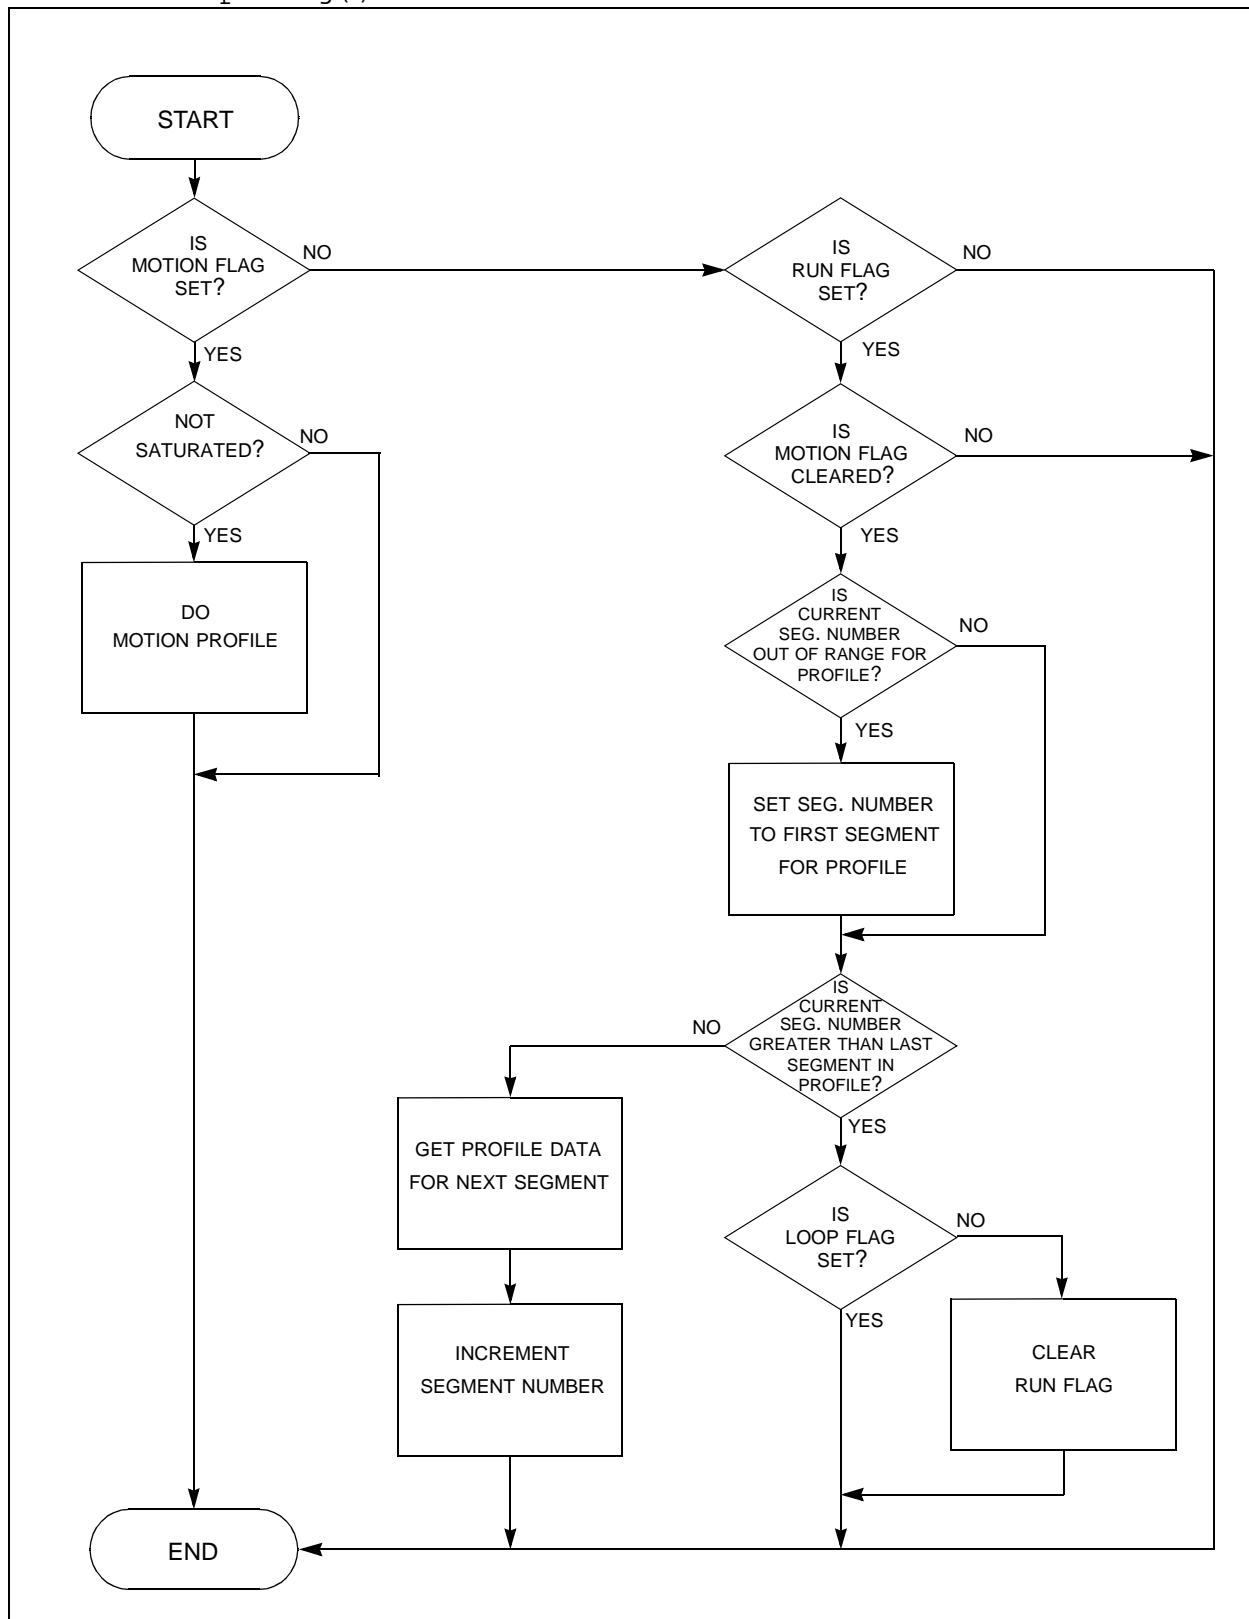 START
IS
MOTION FLAG
SET?
NO
YES
NOT
SATURATED?
NO
YES
DO
MOTION PROFILE
IS
RUN FLAG
SET?
NO
YES
IS
MOTION FLAG
CLEARED?
NO
YES
IS
CURRENT
SEG. NUMBER
OUT OF RANGE FOR
PROFILE?
NO
YES
SET SEG. NUMBER
TO FIRST SEGMENT
FOR PROFILE
IS
CURRENT
SEG. NUMBER
GREATER THAN LAST
SEGMENT IN
PROFILE?
NO
YES
GET PROFILE DATA
FOR NEXT SEGMENT
INCREMENT
SEGMENT NUMBER
IS
LOOP FLAG
SET?
NO
YES
CLEAR
RUN FLAG
END